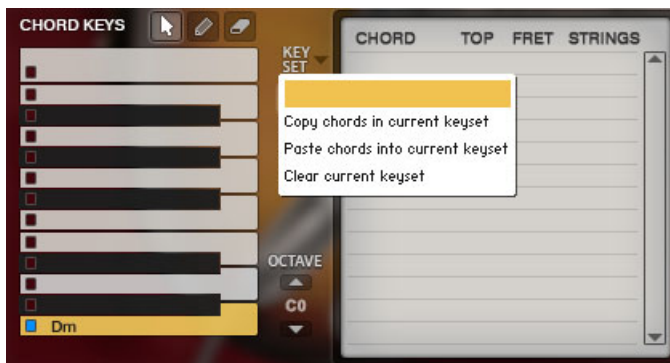 CHORD KEYS
KEY
SET
CHORD TOP FRET STRINGS
Copy chords in current keyset
Paste chords into current keyset
Clear current keyset
OCTAVE
C0
Dm